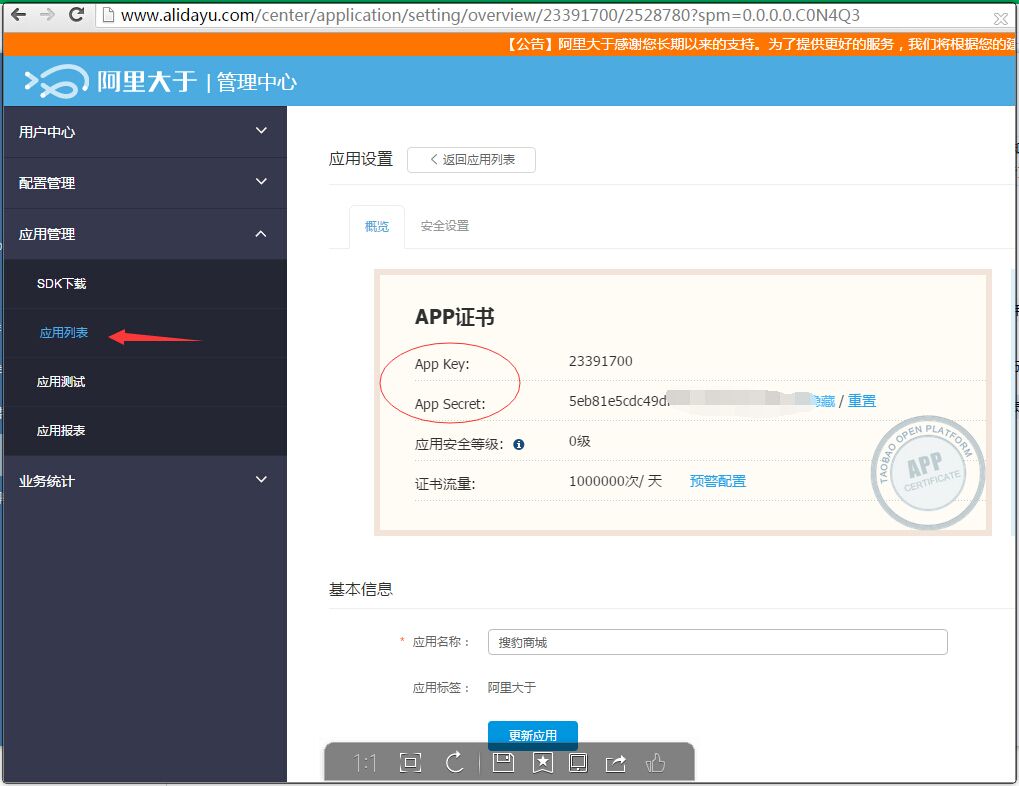 www.alidayu.com/center/application/setting/overview/23391700/2528780?spm=0.0.0.0.C0N4Q3
【公告】阿里大于感谢您长期以来的支持。为了提供更好的服务，我们将根据您的
阿里大于 | 管理中心
用户中心
配置管理
应用管理
SDK下载
应用列表
应用测试
应用报表
业务统计
应用设置 < 返回应用列表
概览 安全设置
APP证书
App Key: 23391700
App Secret: 5eb81e5cdc49d 隐藏 / 重置
应用安全等级: 0级
证书流量: 1000000次/ 天 预警配置
TAOBAO OPEN PLATFORM
APP
CERTIFICATE
基本信息
* 应用名称： 搜豹商城
应用标签： 阿里大于
更新应用
1:1